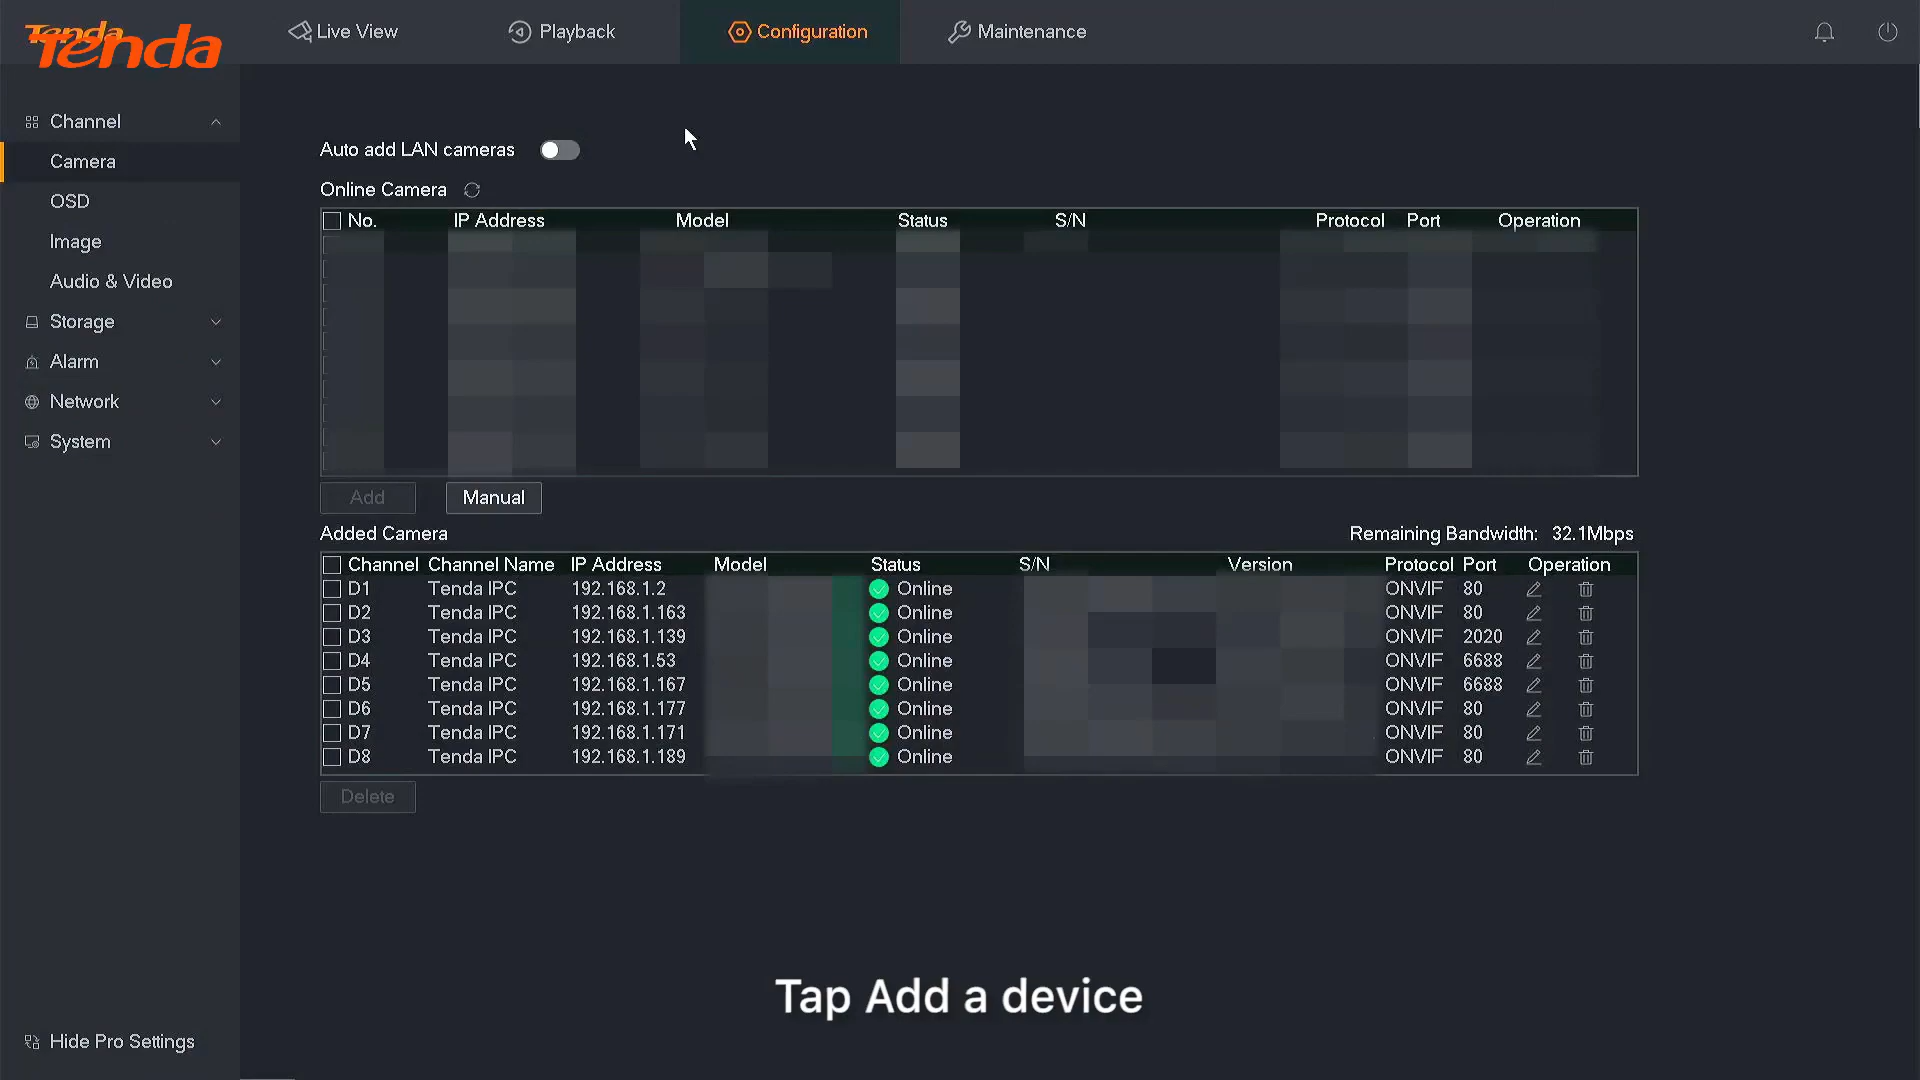 Tenda
Tenda
Live View
Playback
Configuration
Maintenance
Channel
Camera
OSD
Image
Audio & Video
Storage
Alarm
Network
System
Hide Pro Settings
Auto add LAN cameras
Online Camera
No. IP Address Model Status S/N Protocol Port Operation
Add Manual
Added Camera Remaining Bandwidth: 32.1Mbps
Channel Channel Name IP Address Model Status S/N Version Protocol Port Operation
D1 Tenda IPC 192.168.1.2 Online ONVIF 80
D2 Tenda IPC 192.168.1.163 Online ONVIF 80
D3 Tenda IPC 192.168.1.139 Online ONVIF 2020
D4 Tenda IPC 192.168.1.53 Online ONVIF 6688
D5 Tenda IPC 192.168.1.167 Online ONVIF 6688
D6 Tenda IPC 192.168.1.177 Online ONVIF 80
D7 Tenda IPC 192.168.1.171 Online ONVIF 80
D8 Tenda IPC 192.168.1.189 Online ONVIF 80
Delete
Tap Add a device